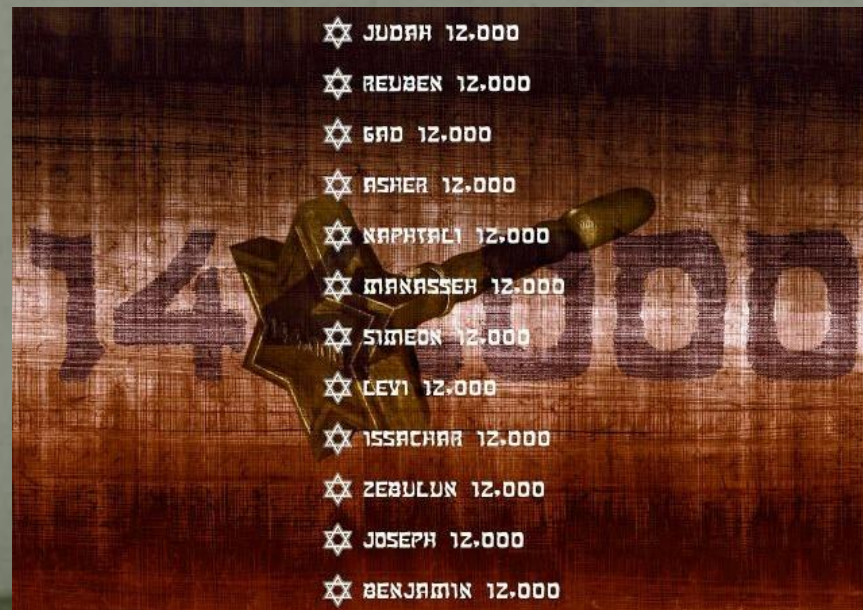 JUDAH 12,000
REUBEN 12,000
GAD 12,000
ASHER 12,000
NAPHTALI 12,000
MANASSEH 12,000
SIMEON 12,000
LEVI 12,000
ISSACHAR 12,000
ZEBULUN 12,000
JOSEPH 12,000
BENJAMIN 12,000